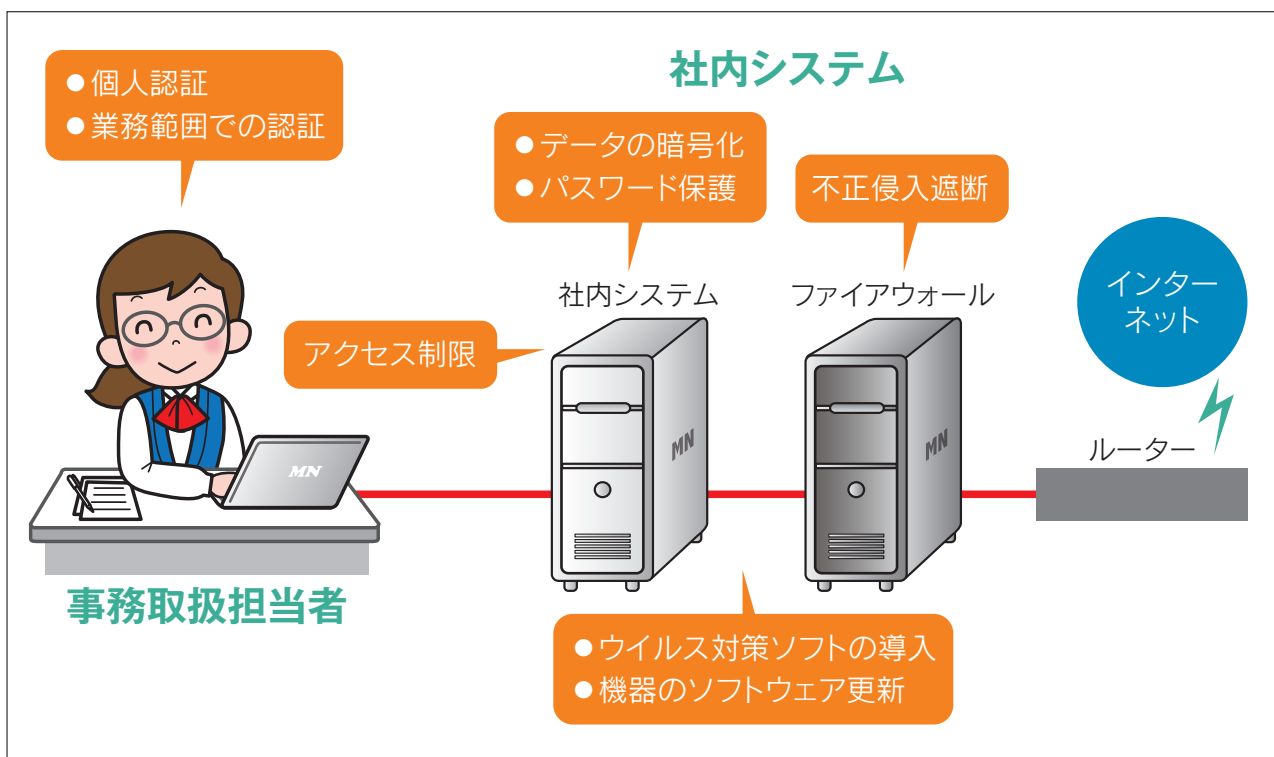 社内システム
●個人認証
●業務範囲での認証
●データの暗号化
●パスワード保護
不正侵入遮断
社内システム
ファイアウォール
インター
ネット
アクセス制限
ルーター
MN
MN
MN
事務取扱担当者
●ウイルス対策ソフトの導入
●機器のソフトウェア更新